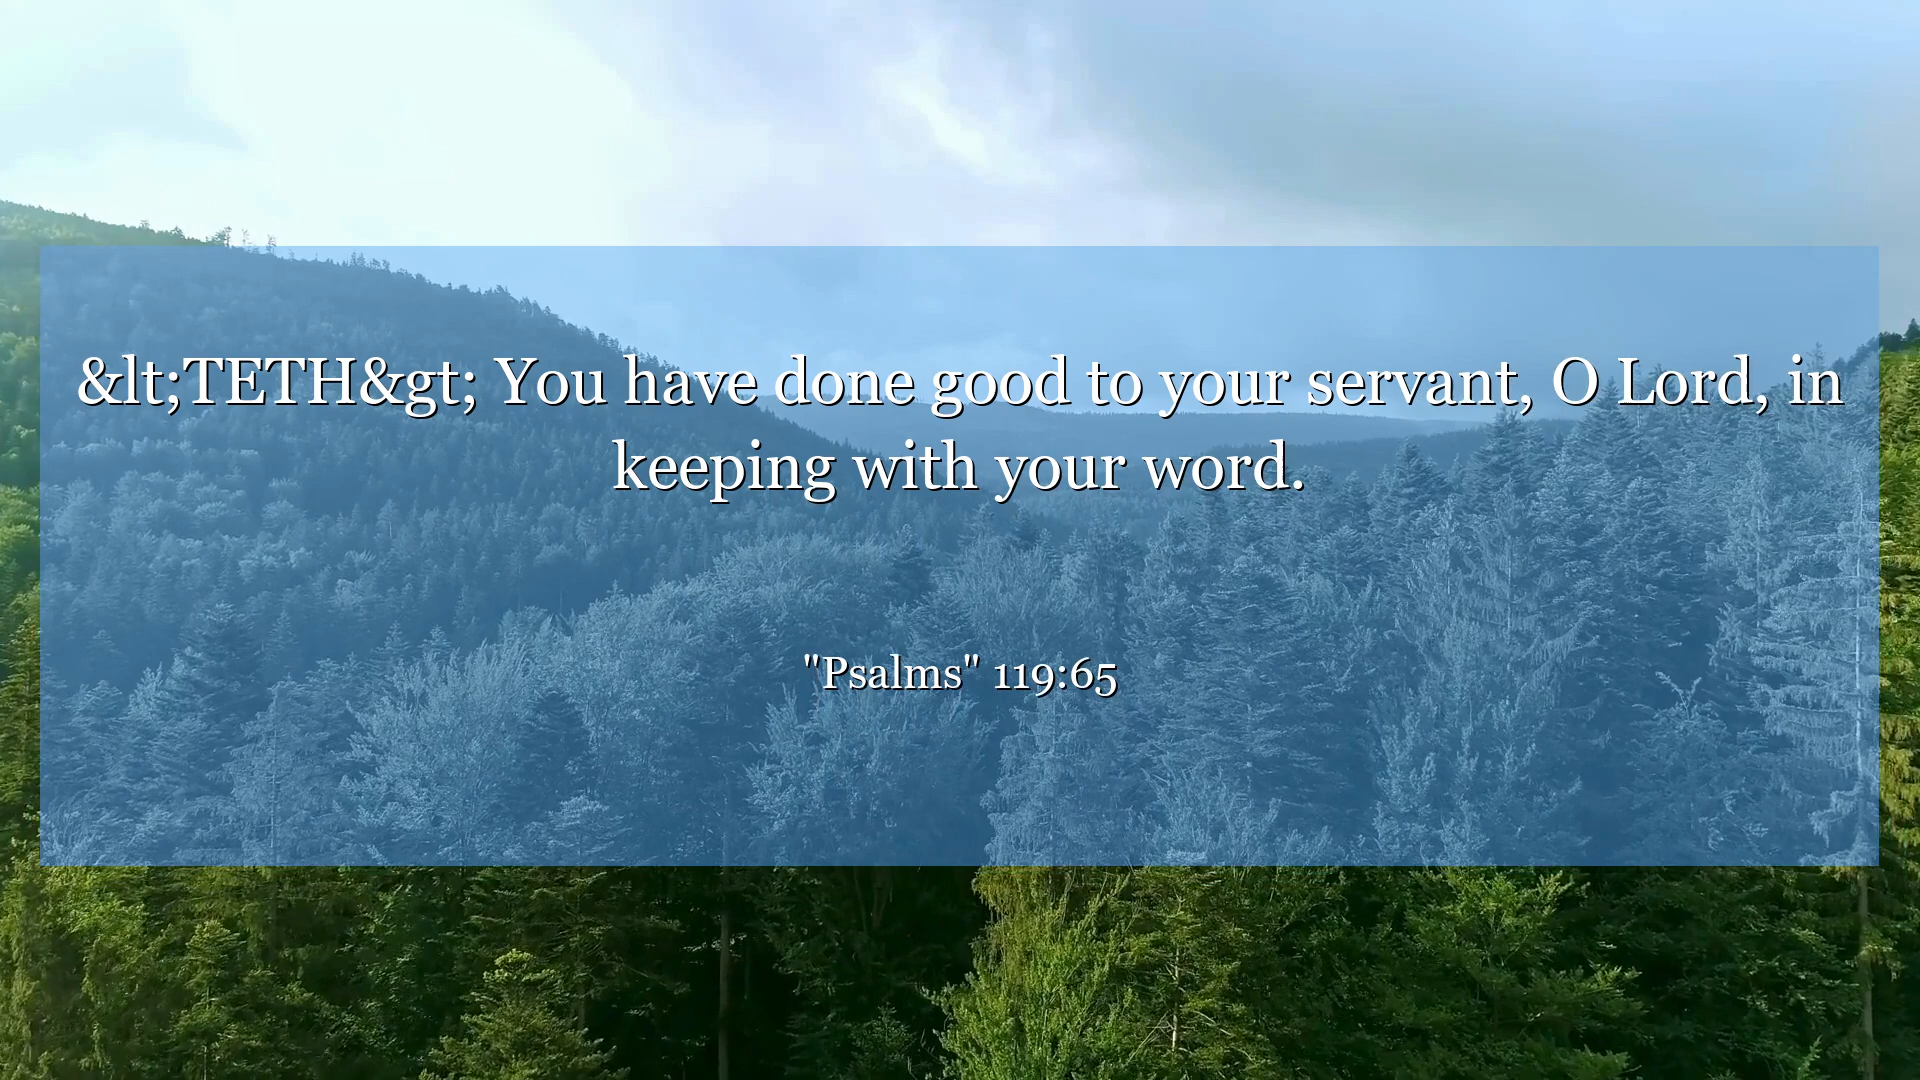 &lt;TETH&gt; You have done good to your servant, O Lord, in
keeping with your word.
"Psalms" 119:65